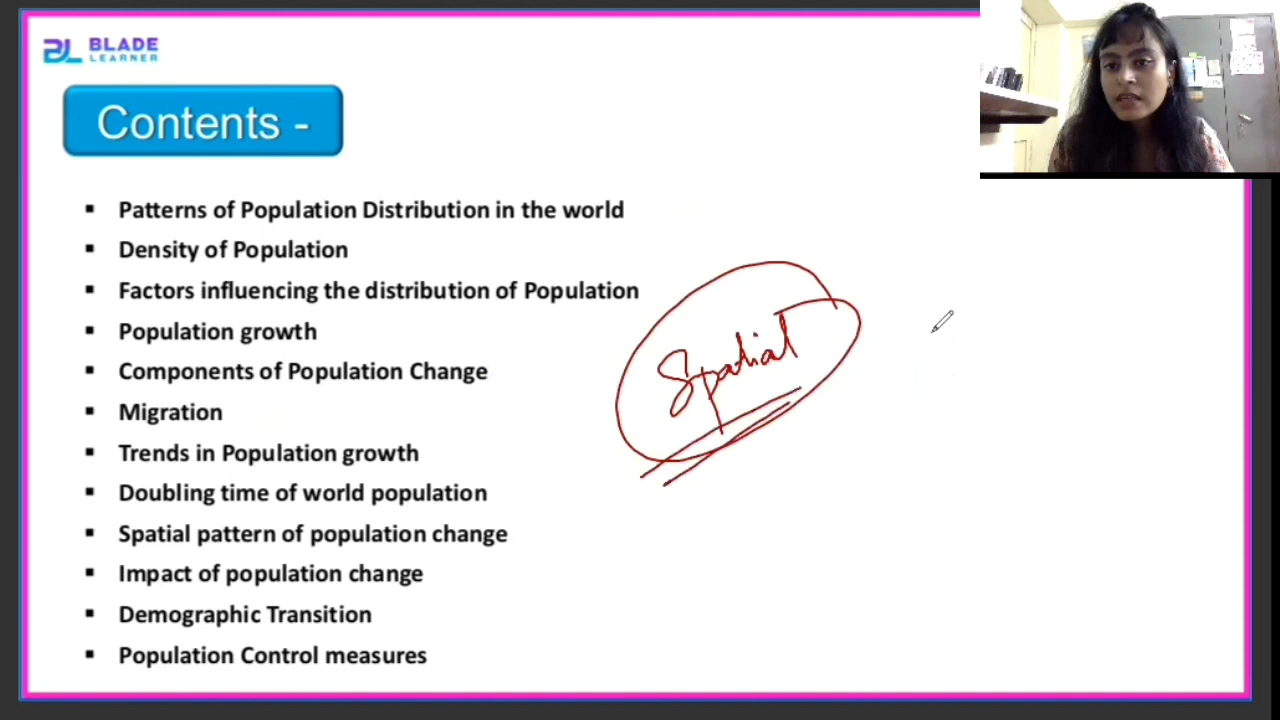 BLADE
LEARNER
Contents -
Patterns of Population Distribution in the world
Density of Population
Factors influencing the distribution of Population
Population growth
Components of Population Change
Migration
Trends in Population growth
Doubling time of world population
Spatial pattern of population change
Impact of population change
Demographic Transition
Population Control measures
Spatial